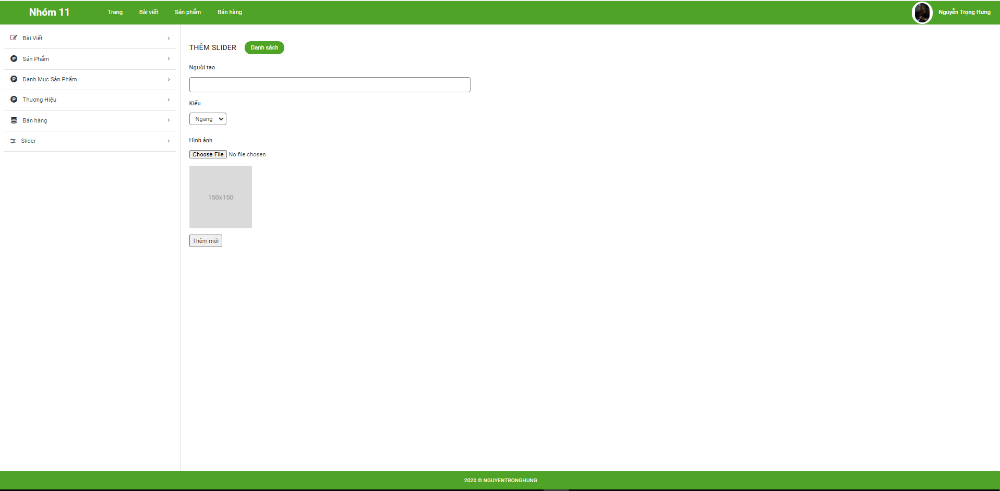 Nhóm 11 Trang Bài viết Sản phẩm Bán hàng Nguyễn Trọng Hưng
Bài Viết
Sản Phẩm
Danh Mục Sản Phẩm
Thương Hiệu
Bán hàng
Slider
THÊM SLIDER Danh sách
Người tạo
Kiểu
Ngang
Hình ảnh
Choose File No file chosen
150x150
Thêm mới
2020 © NGUYENTRONGHUNG